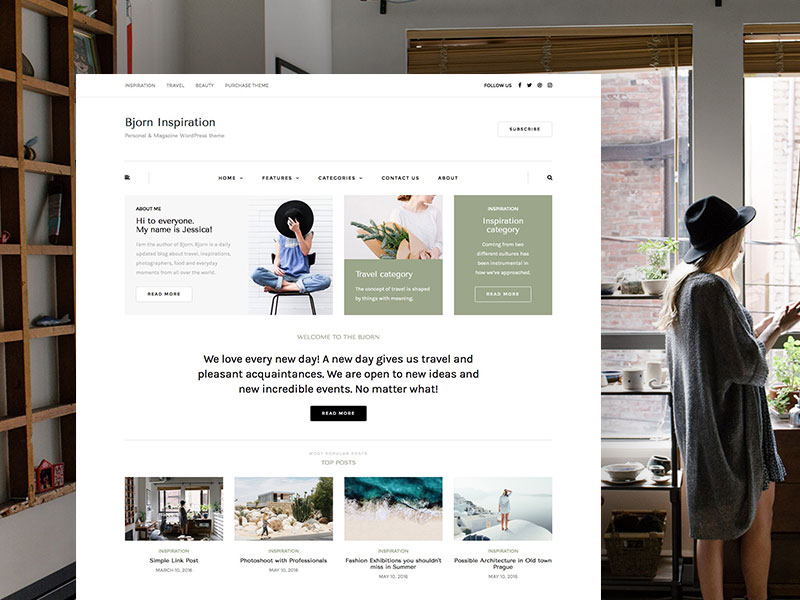 INSPIRATION TRAVEL BEAUTY PURCHASE THEME FOLLOW US
Bjorn Inspiration
Personal & Magazine WordPress theme
SUBSCRIBE
HOME FEATURES CATEGORIES CONTACT US ABOUT
ABOUT ME
Hi to everyone.
My name is Jessica!
I am the author of Bjorn. Bjorn is a daily
updated blog about travel, inspirations,
photographers, food and everyday
moments from all over the world.
READ MORE
Travel category
The concept of travel is shaped
by things with meaning.
INSPIRATION
Inspiration
category
Coming from two
different cultures has
been instrumental in
how we've approached.
READ MORE
WELCOME TO THE BJORN
We love every new day! A new day gives us travel and
pleasant acquaintances. We are open to new ideas and
new incredible events. No matter what!
READ MORE
MOST POPULAR POSTS
TOP POSTS
INSPIRATION
Simple Link Post
MARCH 10, 2016
INSPIRATION
Photoshoot with Professionals
MAY 10, 2016
INSPIRATION
Fashion Exhibitions you shouldn't
miss in Summer
MAY 10, 2016
INSPIRATION
Possible Architecture in Old town
Prague
MAY 10, 2016